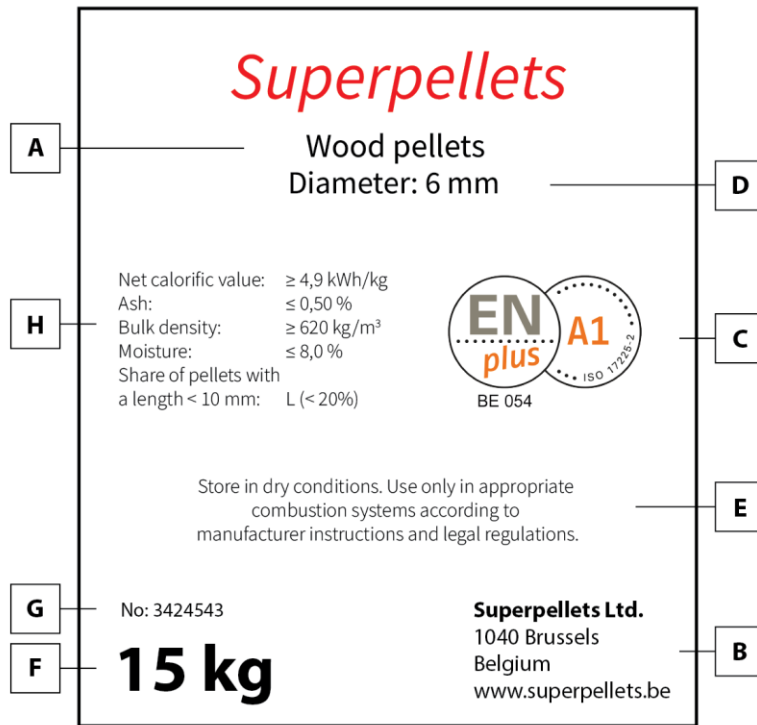 Superpellets
A
Wood pellets
Diameter: 6 mm
D
H
Net calorific value: ≥ 4,9 kWh/kg
Ash: ≤ 0,50 %
Bulk density: ≥ 620 kg/m³
Moisture: ≤ 8,0 %
Share of pellets with
a length < 10 mm: L (< 20%)
EN
plus
A1
ISO 17225-2
BE 054
C
Store in dry conditions. Use only in appropriate
combustion systems according to
manufacturer instructions and legal regulations.
E
G
No: 3424543
F
15 kg
Superpellets Ltd.
1040 Brussels
Belgium
www.superpellets.be
B